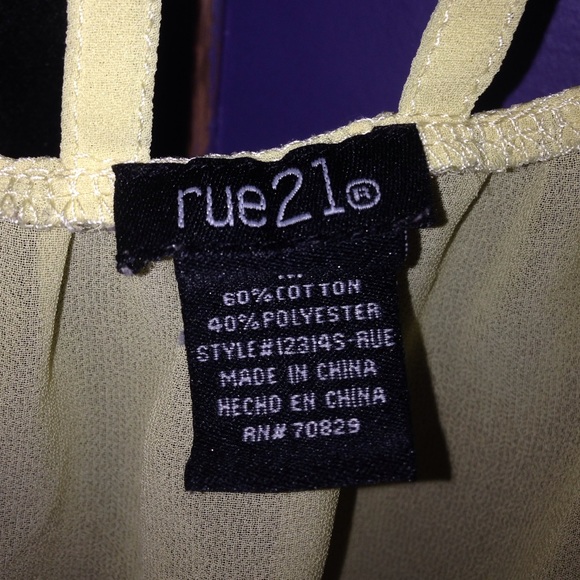 rue21®
...
60% COTTON
40% POLYESTER
STYLE#12314S-RUE
MADE IN CHINA
HECHO EN CHINA
RN# 70829